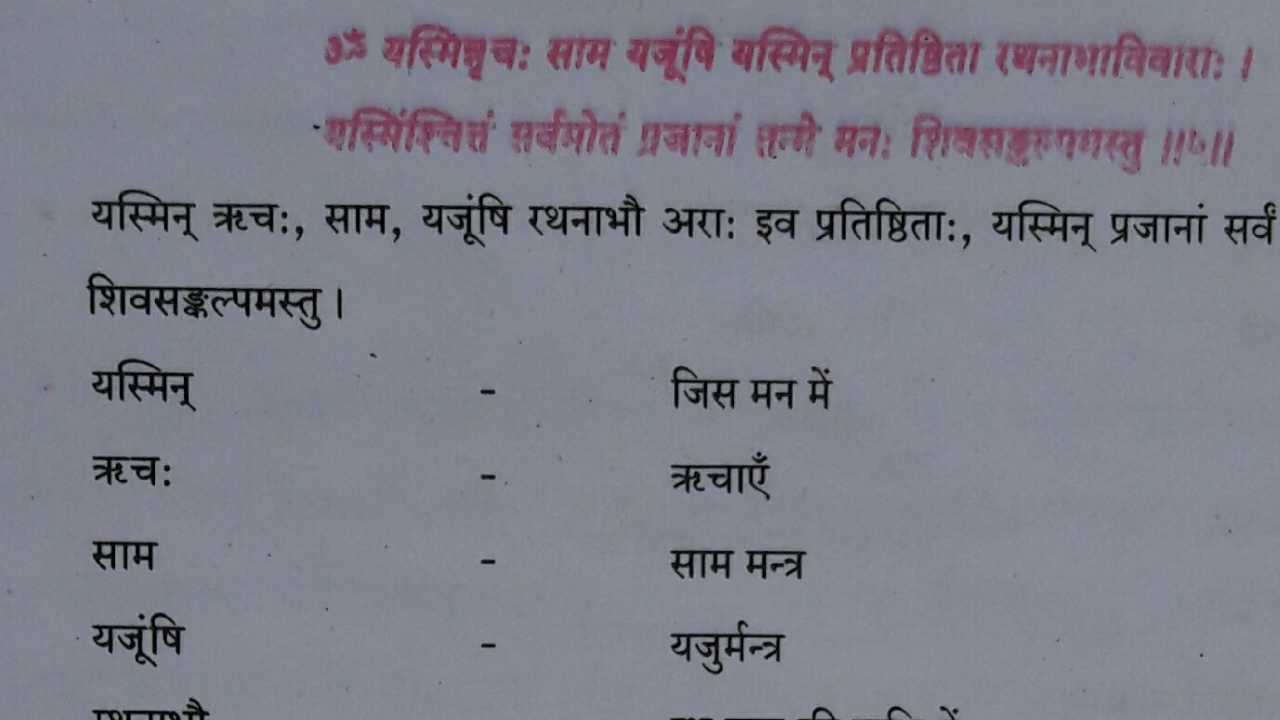 ॐ यस्मिन्नृचः साम यजूंषि यस्मिन् प्रतिष्ठिता रथनाभाविवाराः ।
यस्मिंश्चित्तं सर्वमोतं प्रजानां तन्मे मनः शिवसङ्कल्पमस्तु ॥५॥
यस्मिन् ऋचः, साम, यजूंषि रथनाभौ अराः इव प्रतिष्ठिताः, यस्मिन् प्रजानां सर्वं
शिवसङ्कल्पमस्तु ।
यस्मिन् - जिस मन में
ऋचः - ऋचाएँ
साम - साम मन्त्र
यजूंषि - यजुर्मन्त्र